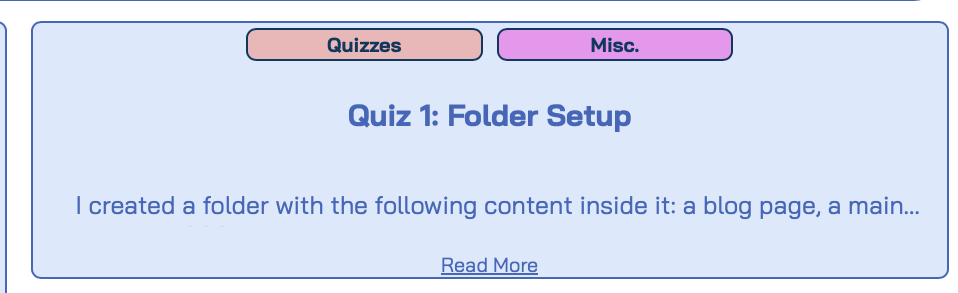 Quizzes Misc.
Quiz 1: Folder Setup
I created a folder with the following content inside it: a blog page, a main...
Read More